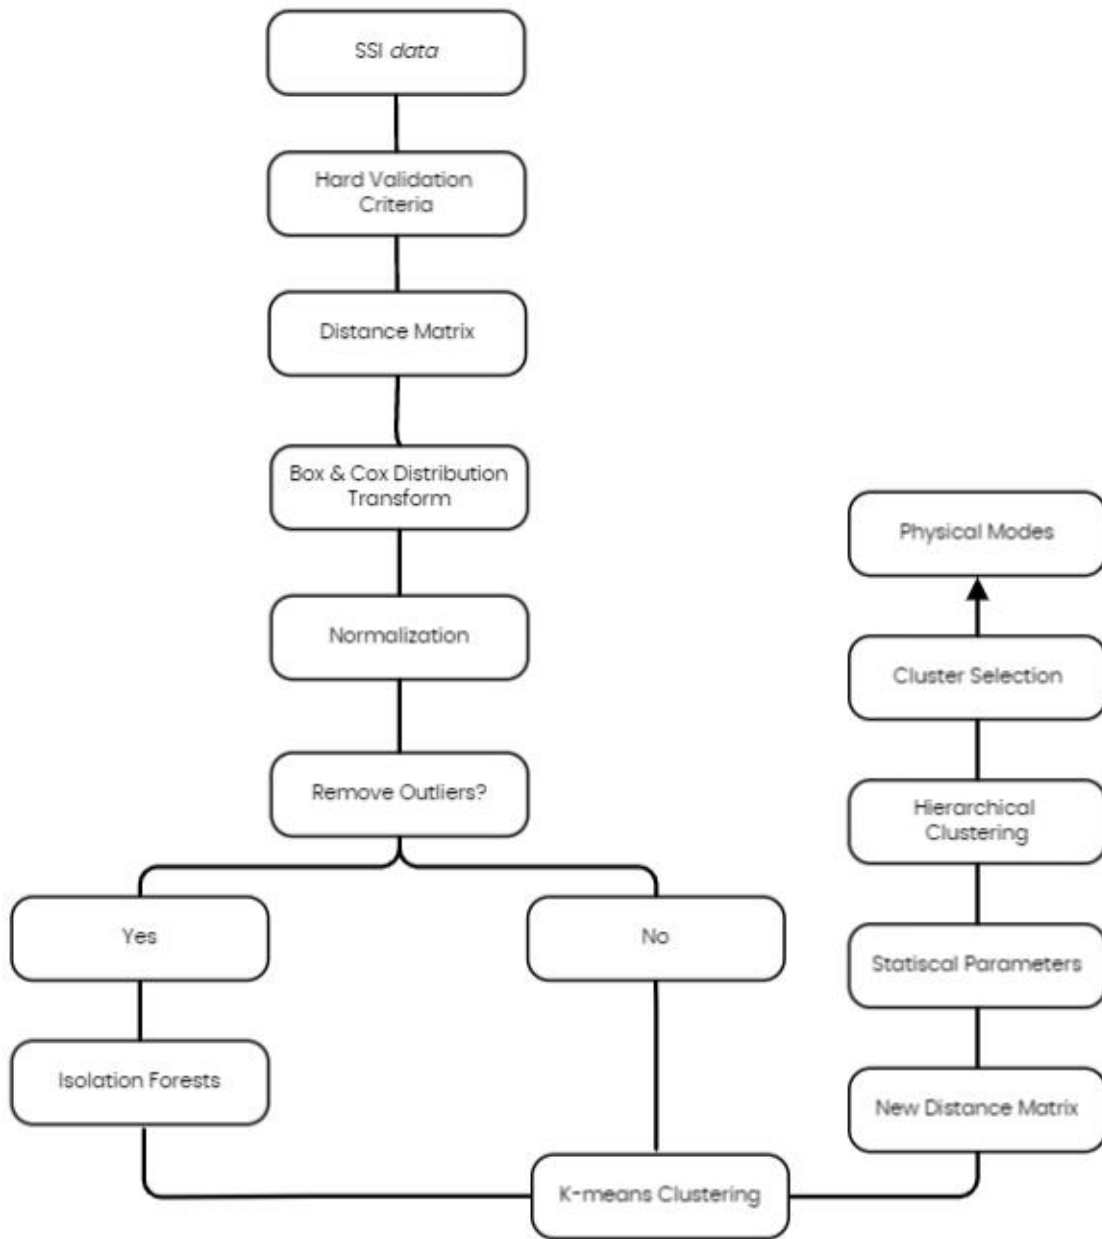 SSI data
Hard Validation
Criteria
Distance Matrix
Box & Cox Distribution
Transform
Normalization
Remove Outliers?
Yes
No
Isolation Forests
K-means Clustering
New Distance Matrix
Statiscal Parameters
Hierarchical
Clustering
Cluster Selection
Physical Modes